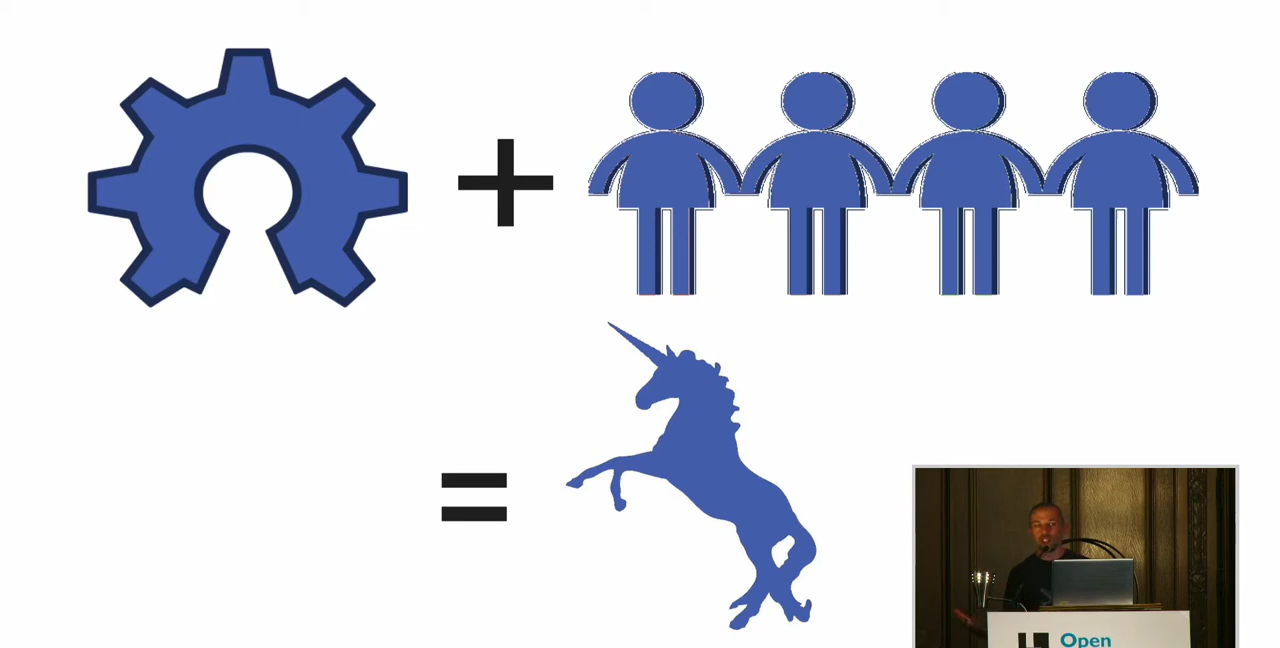 +
=
Open